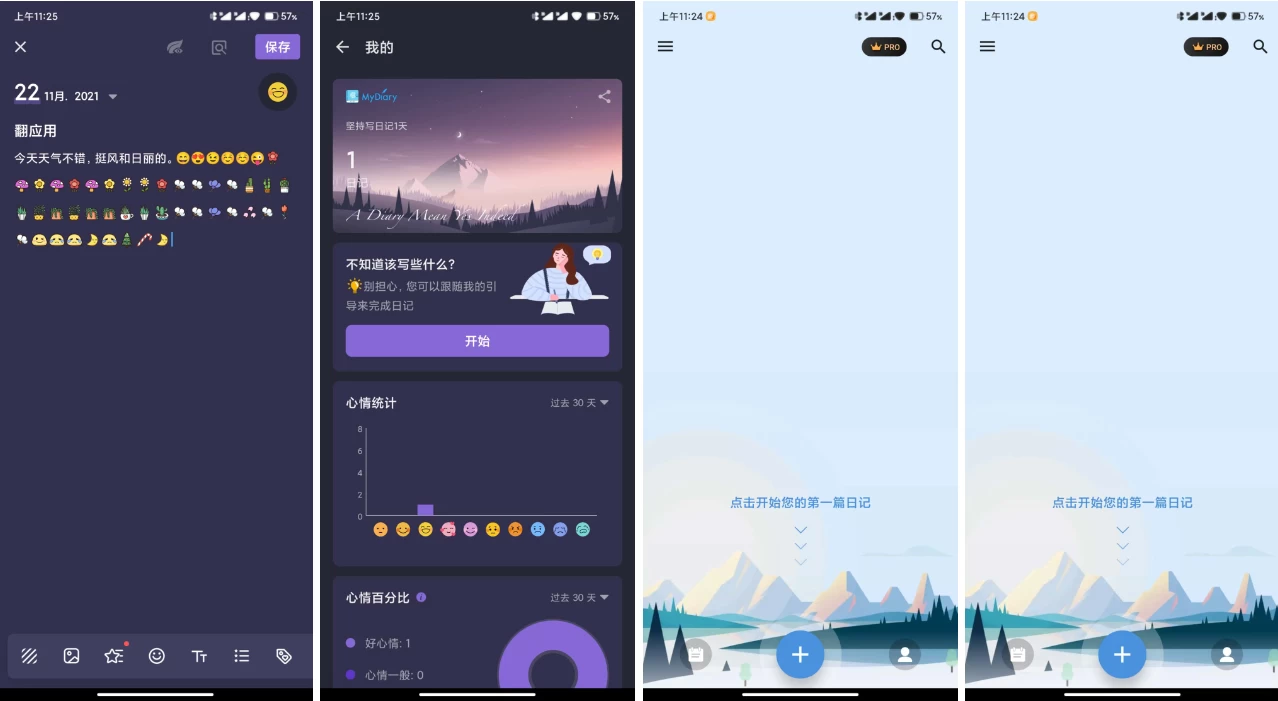 上午11:25
57%
保存
22 11月. 2021
翻应用
今天天气不错，挺风和日丽的。
上午11:25
57%
我的
MyDiary
坚持写日记1天
1
日记
A Diary Mean Yes Indeed
不知道该写些什么?
别担心, 您可以跟随我的引
导来完成日记
开始
心情统计
过去 30 天
8
6
4
2
0
心情百分比
过去 30 天
好心情: 1
心情一般: 0
上午11:24
57%
PRO
点击开始您的第一篇日记
上午11:24
57%
PRO
点击开始您的第一篇日记